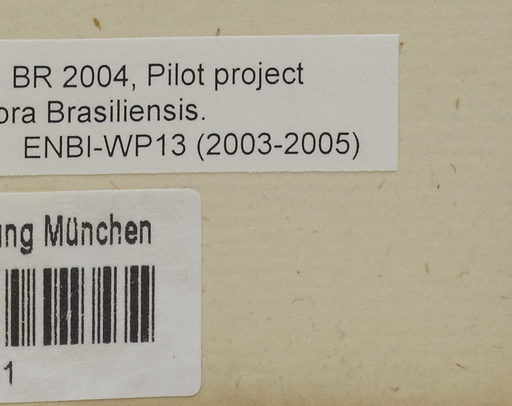 BR 2004, Pilot project
ora Brasiliensis.
ENBI-WP13 (2003-2005)
ung München
1